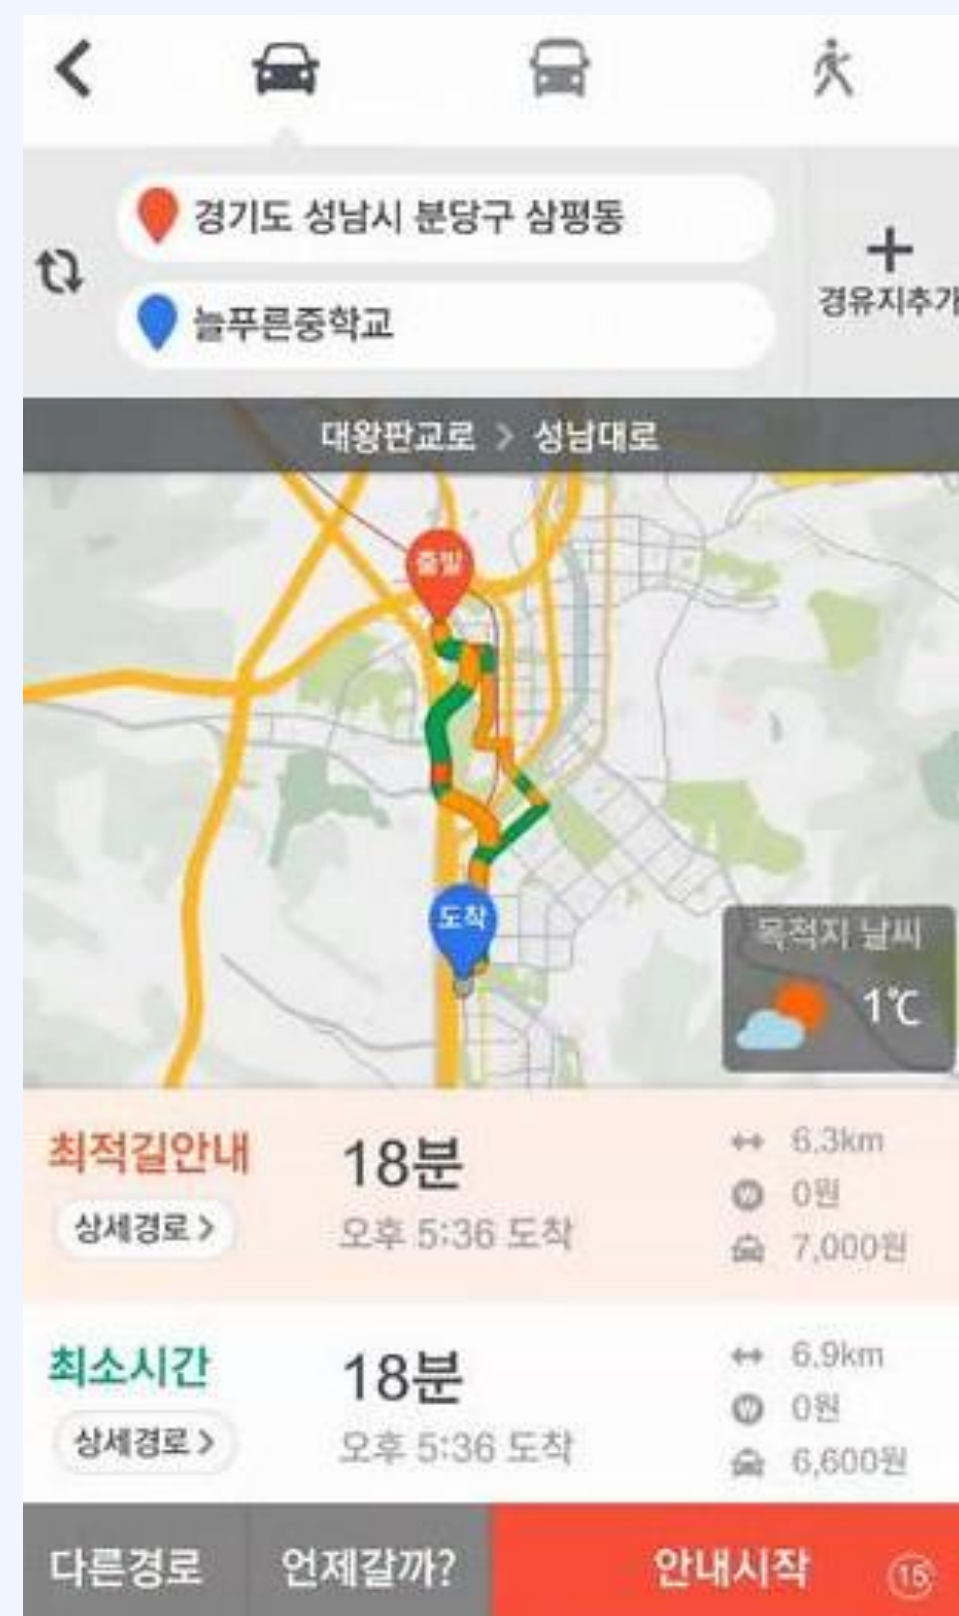 경기도 성남시 분당구 삼평동
늘푸른중학교
경유지추가
대왕판교로 > 성남대로
출발
도착
목적지 날씨
1℃
최적길안내
18분
6.3km
상세경로 >
오후 5:36 도착
0원
7,000원
최소시간
18분
6.9km
상세경로 >
오후 5:36 도착
0원
6,600원
다른경로
언제갈까?
안내시작
15